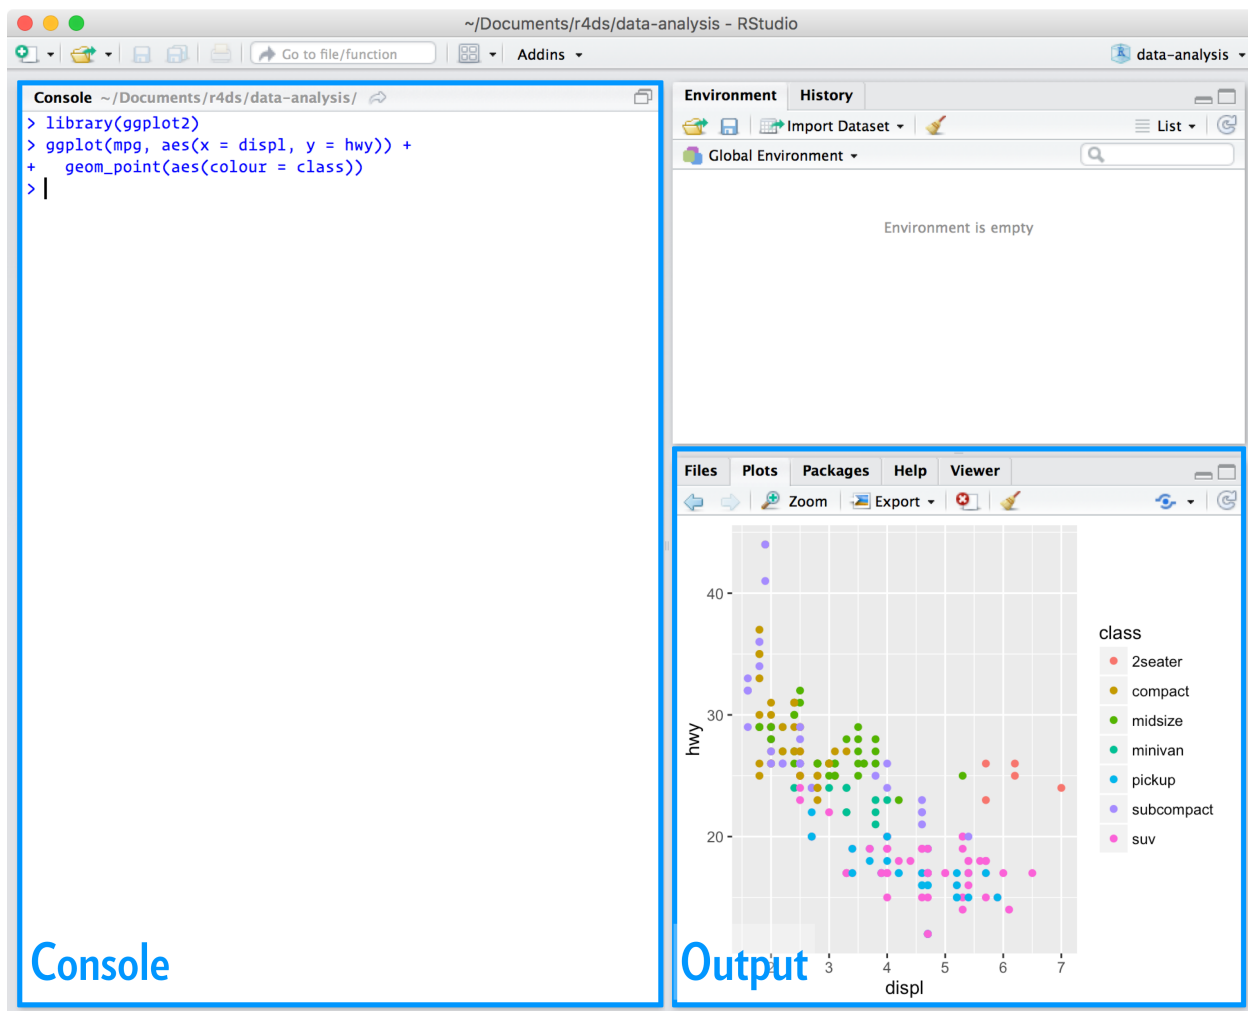 ~/Documents/r4ds/data-analysis - RStudio
Go to file/function
Addins
data-analysis
Console ~/Documents/r4ds/data-analysis/
> library(ggplot2)
> ggplot(mpg, aes(x = displ, y = hwy)) +
+   geom_point(aes(colour = class))
>
Console
Environment History
Import Dataset
List
Global Environment
Environment is empty
Files Plots Packages Help Viewer
Zoom Export
40
30
20
hwy
2 3 4 5 6 7
displ
class
2seater
compact
midsize
minivan
pickup
subcompact
suv
Output